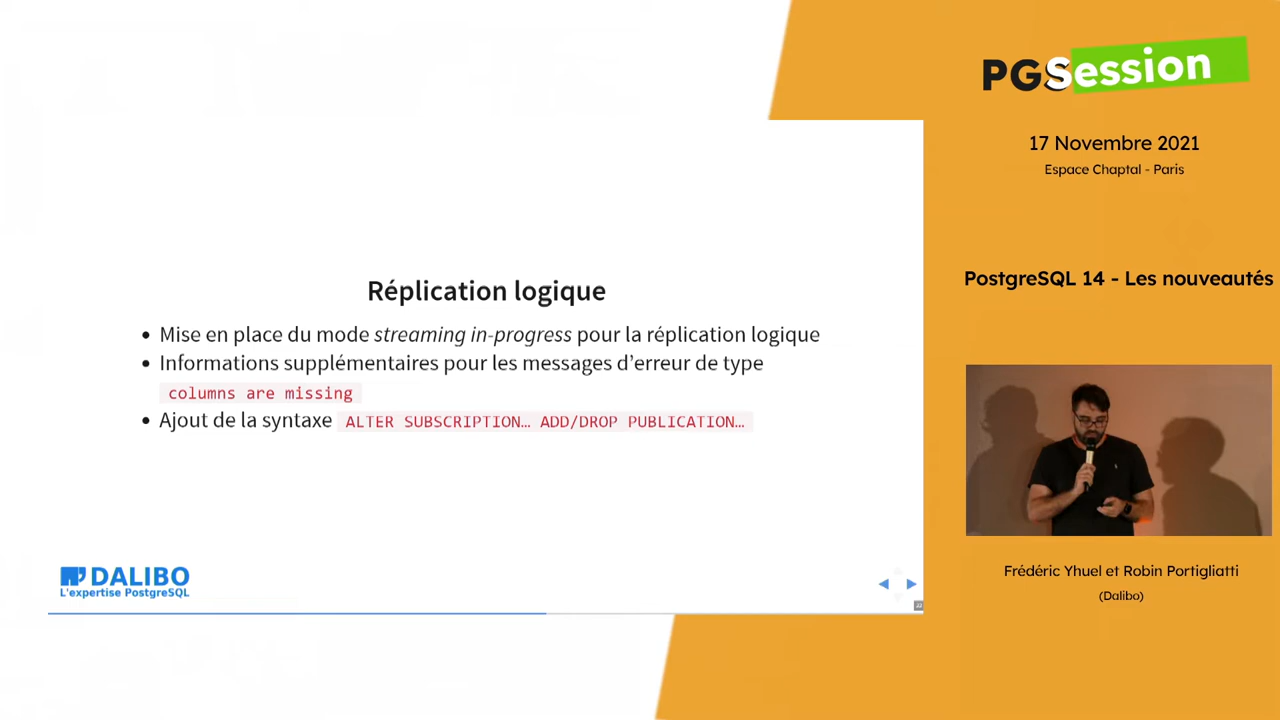 PGSession
17 Novembre 2021
Espace Chaptal - Paris
PostgreSQL 14 - Les nouveautés
Réplication logique
• Mise en place du mode streaming in-progress pour la réplication logique
• Informations supplémentaires pour les messages d'erreur de type
columns are missing
• Ajout de la syntaxe ALTER SUBSCRIPTION… ADD/DROP PUBLICATION…
DALIBO
L'expertise PostgreSQL
Frédéric Yhuel et Robin Portigliatti
(Dalibo)